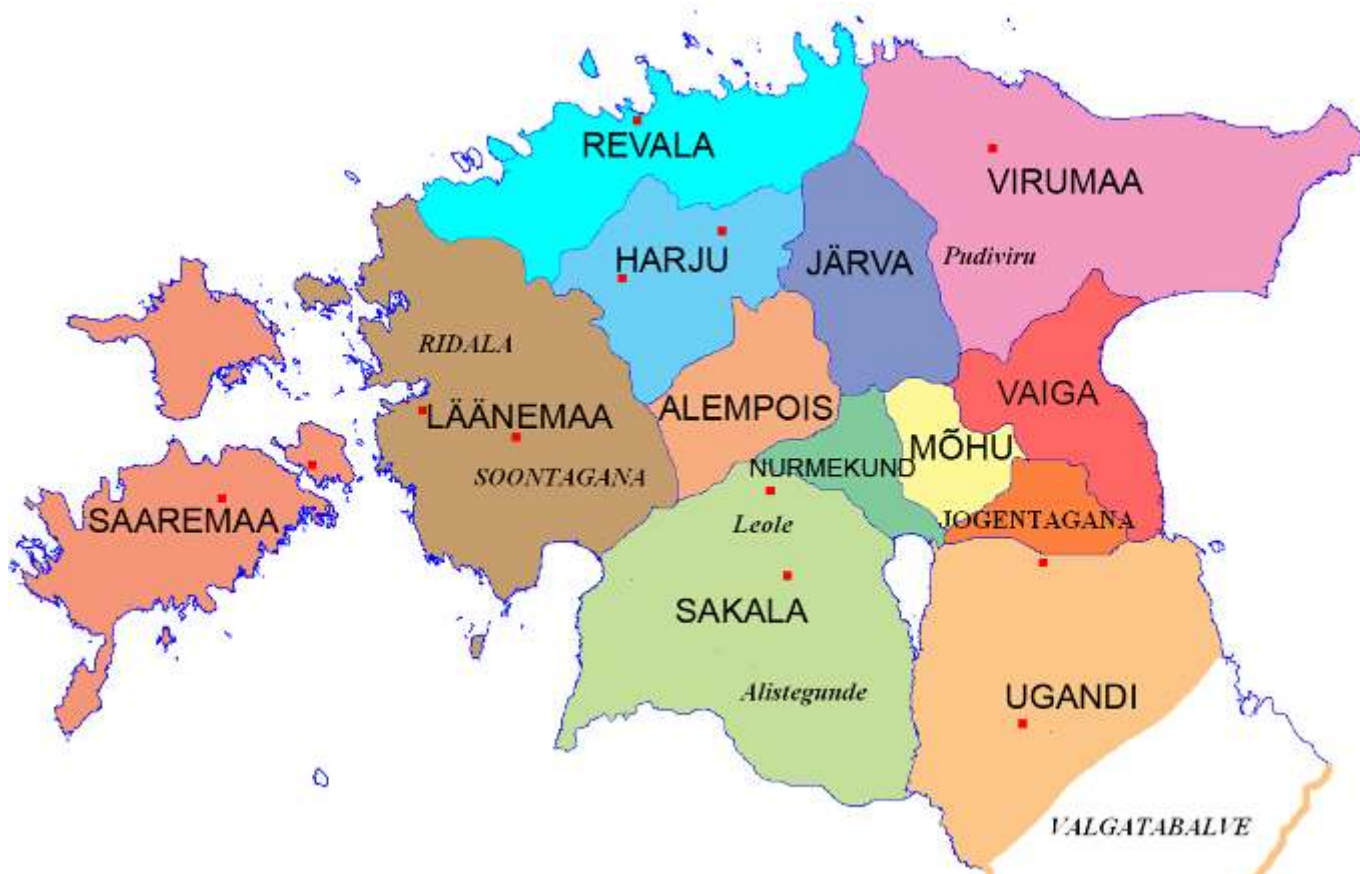 REVALA
VIRUMAA
HARJU
JÄRVA
Pudiviru
RIDALA
VAIGA
LÄÄNEMAA
ALEMPOIS
MÕHU
NURMEKUND
SOONTAGANA
SAAREMAA
Leole
JOGENTAGANA
SAKALA
Alistegunde
UGANDI
VALGATABALVE